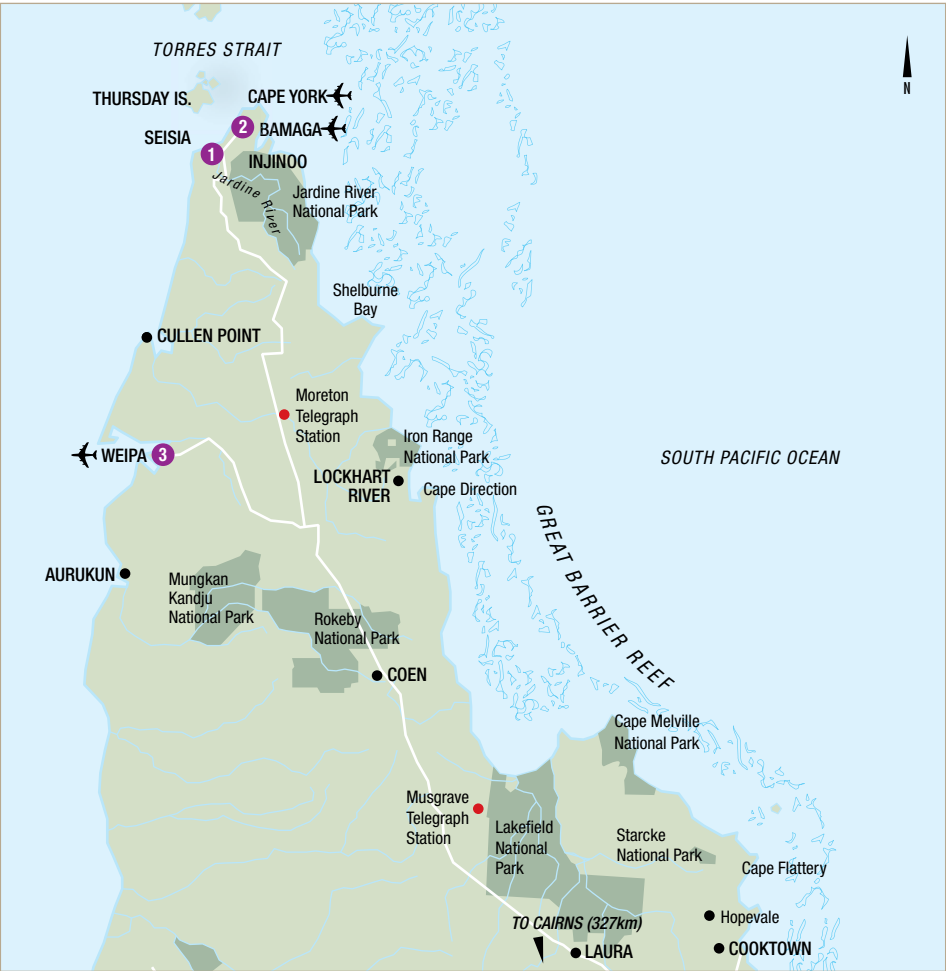 TORRES STRAIT
N
THURSDAY IS.
CAPE YORK
2
BAMAGA
SEISIA
1
INJINOO
Jardine River
Jardine River
National Park
Shelburne
Bay
CULLEN POINT
Moreton
Telegraph
Station
Iron Range
National Park
WEIPA
3
SOUTH PACIFIC OCEAN
LOCKHART
RIVER
Cape Direction
GREAT BARRIER REEF
AURUKUN
Mungkan
Kandju
National Park
Rokeby
National Park
COEN
Cape Melville
National Park
Musgrave
Telegraph
Station
Lakefield
National
Park
Starcke
National Park
Cape Flattery
TO CAIRNS (327km)
Hopevale
LAURA
COOKTOWN